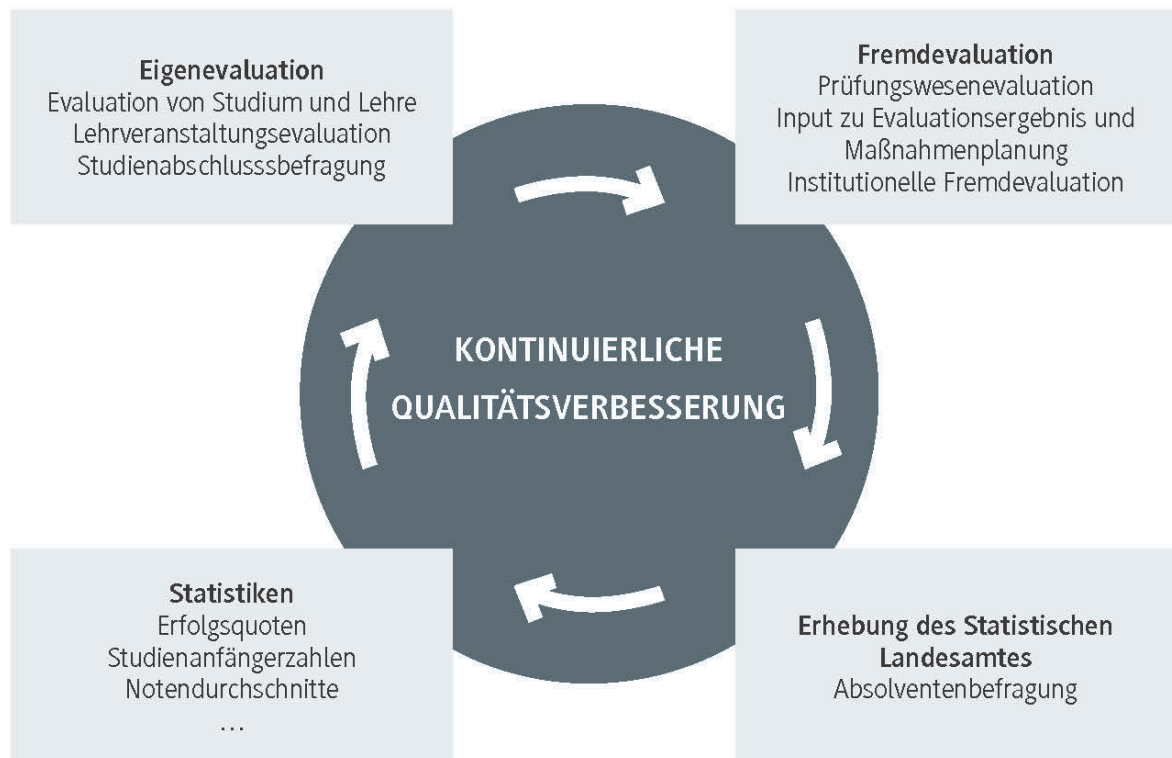 Eigenevaluation
Evaluation von Studium und Lehre
Lehrveranstaltungsevaluation
Studienabschlusssbefragung
Fremdevaluation
Prüfungswesenevaluation
Input zu Evaluationsergebnis und
Maßnahmenplanung
Institutionelle Fremdevaluation
KONTINUIERLICHE
QUALITÄTSVERBESSERUNG
Statistiken
Erfolgsquoten
Studienanfängerzahlen
Notendurchschnitte
...
Erhebung des Statistischen
Landesamtes
Absolventenbefragung